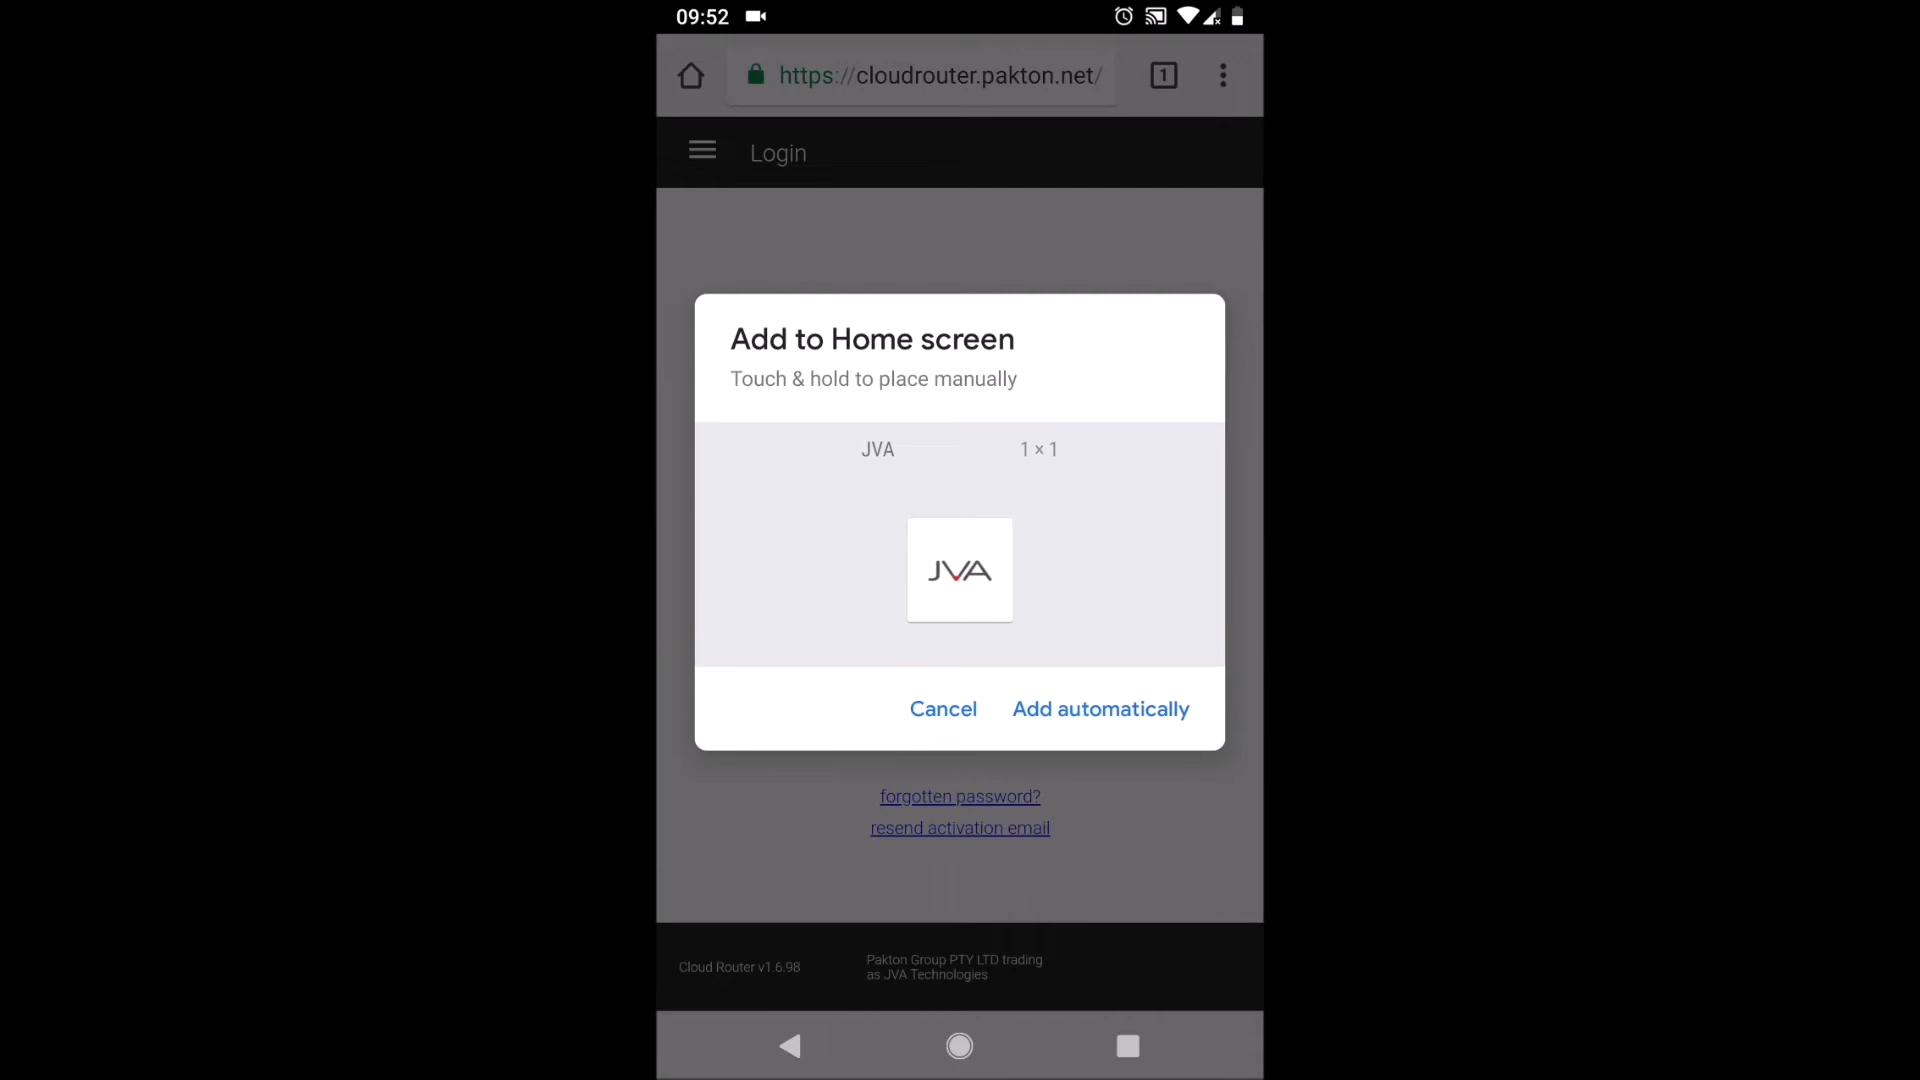 09:52
https://cloudrouter.pakton.net/
1
Login
Add to Home screen
Touch & hold to place manually
JVA
1 × 1
JVA
Cancel
Add automatically
forgotten password?
resend activation email
Cloud Router v1.6.98
Pakton Group PTY LTD trading
as JVA Technologies